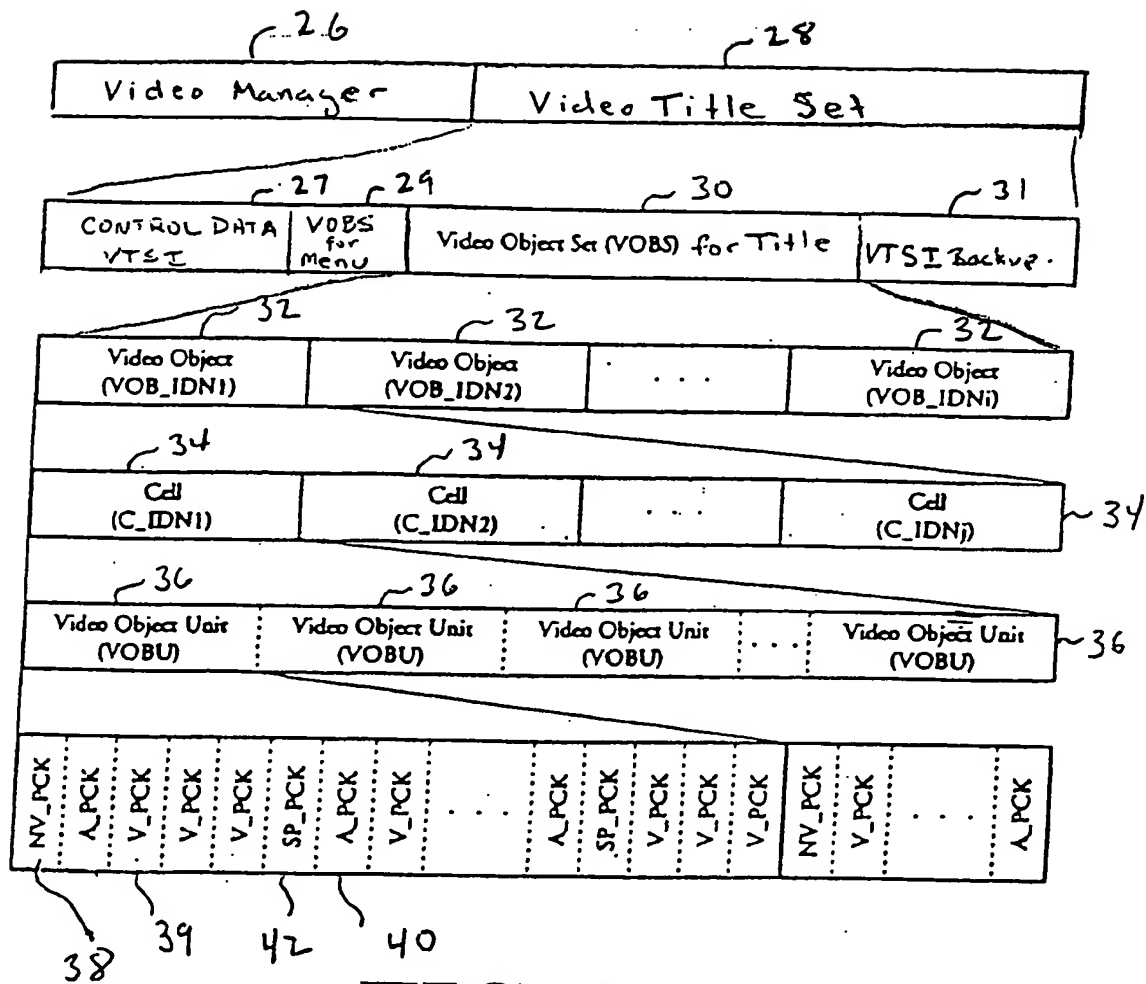 26 28
Video Manager Video Title Set
27 29 30 31
CONTROL DATA VTSI VOBS for Menu Video Object Set (VOBS) for Title VTSI Backup.
32 32 32
Video Object Video Object Video Object
(VOB_IDN1) (VOB_IDN2) . . . (VOB_IDNi)
34 34
Cell Cell Cell
(C_IDN1) (C_IDN2) . . . (C_IDNj) 34
36 36 36
Video Object Unit Video Object Unit Video Object Unit Video Object Unit
(VOBU) (VOBU) (VOBU) . . . (VOBU) 36
NV_PCK A_PCK V_PCK V_PCK V_PCK SP_PCK A_PCK V_PCK . . . . A_PCK SP_PCK V_PCK V_PCK V_PCK NV_PCK V_PCK . . . . A_PCK
38 39 42 40